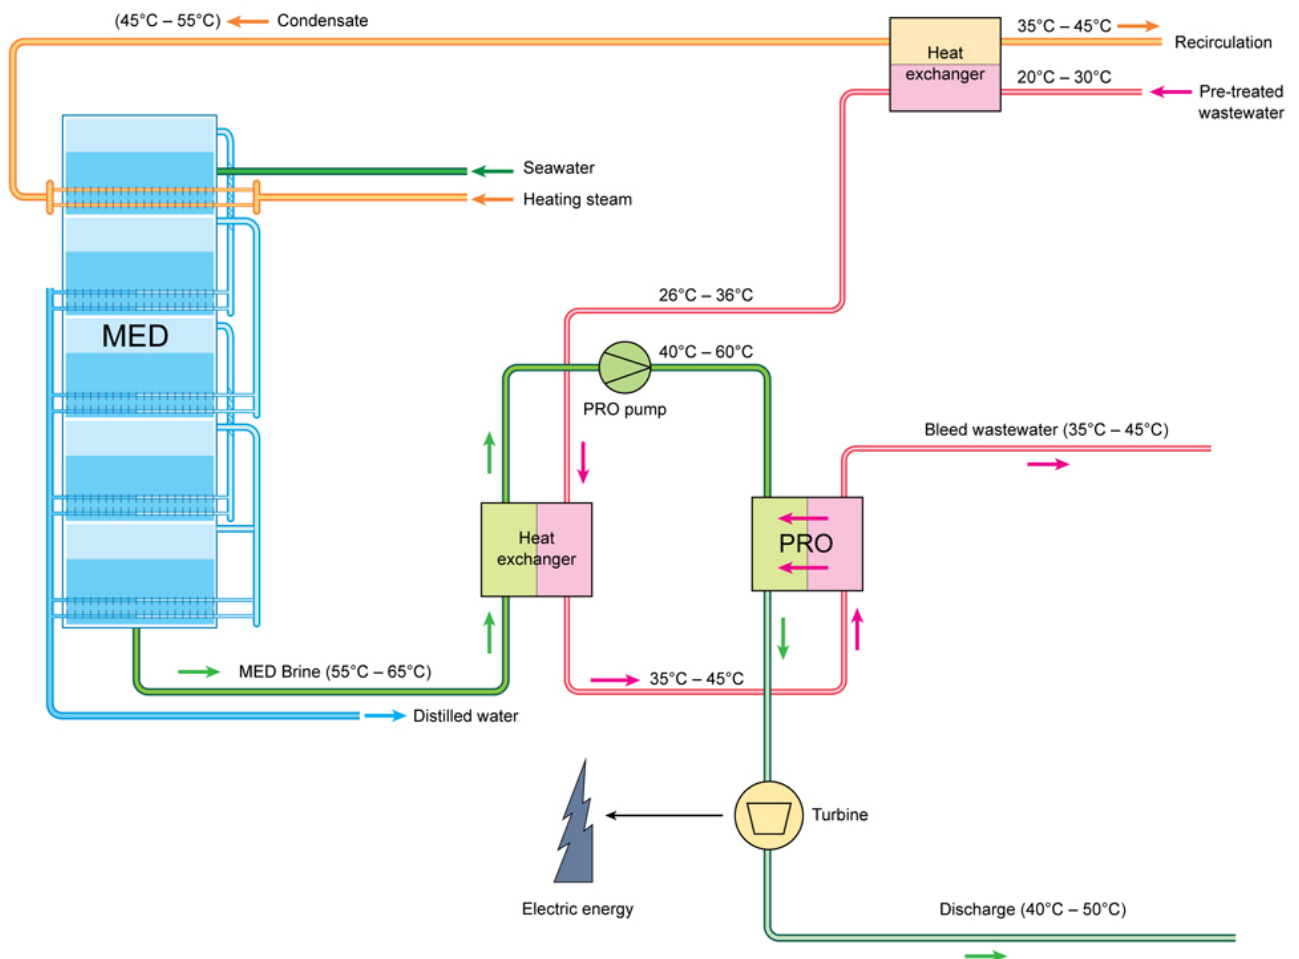 (45°C – 55°C) Condensate
35°C – 45°C
Recirculation
Heat
exchanger
20°C – 30°C
Pre-treated
wastewater
Seawater
Heating steam
26°C – 36°C
MED
40°C – 60°C
PRO pump
Bleed wastewater (35°C – 45°C)
Heat
exchanger
PRO
MED Brine (55°C – 65°C)
35°C – 45°C
Distilled water
Turbine
Electric energy
Discharge (40°C – 50°C)